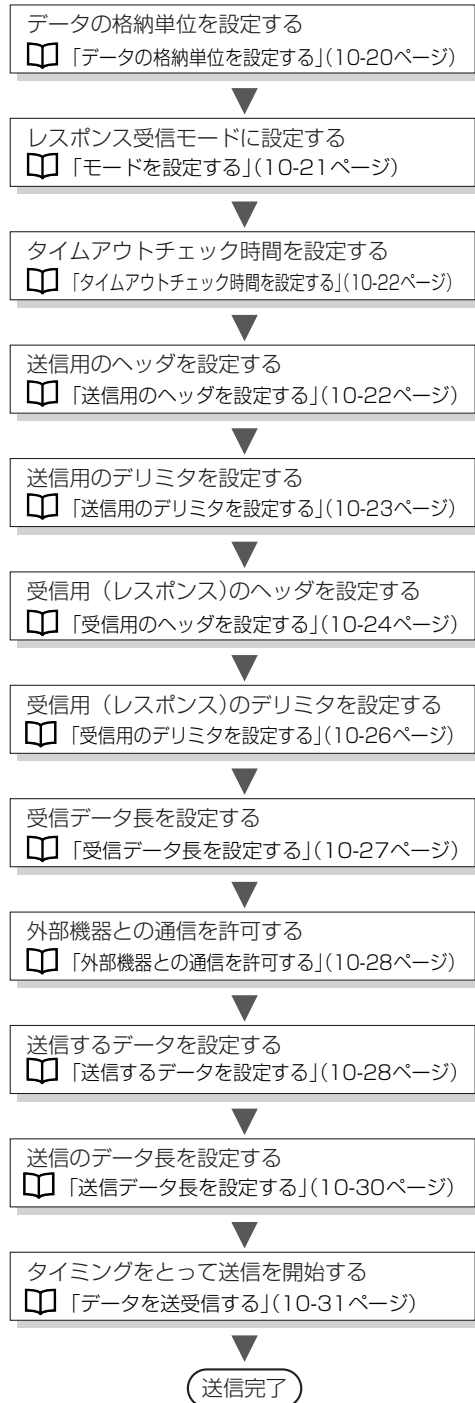 データの格納単位を設定する
「データの格納単位を設定する」(10-20ページ)
レスポンス受信モードに設定する
「モードを設定する」(10-21ページ)
タイムアウトチェック時間を設定する
「タイムアウトチェック時間を設定する」(10-22ページ)
送信用のヘッダを設定する
「送信用のヘッダを設定する」(10-22ページ)
送信用のデリミタを設定する
「送信用のデリミタを設定する」(10-23ページ)
受信用（レスポンス）のヘッダを設定する
「受信用のヘッダを設定する」(10-24ページ)
受信用（レスポンス）のデリミタを設定する
「受信用のデリミタを設定する」(10-26ページ)
受信データ長を設定する
「受信データ長を設定する」(10-27ページ)
外部機器との通信を許可する
「外部機器との通信を許可する」(10-28ページ)
送信するデータを設定する
「送信するデータを設定する」(10-28ページ)
送信のデータ長を設定する
「送信データ長を設定する」(10-30ページ)
タイミングをとって送信を開始する
「データを送受信する」(10-31ページ)
送信完了